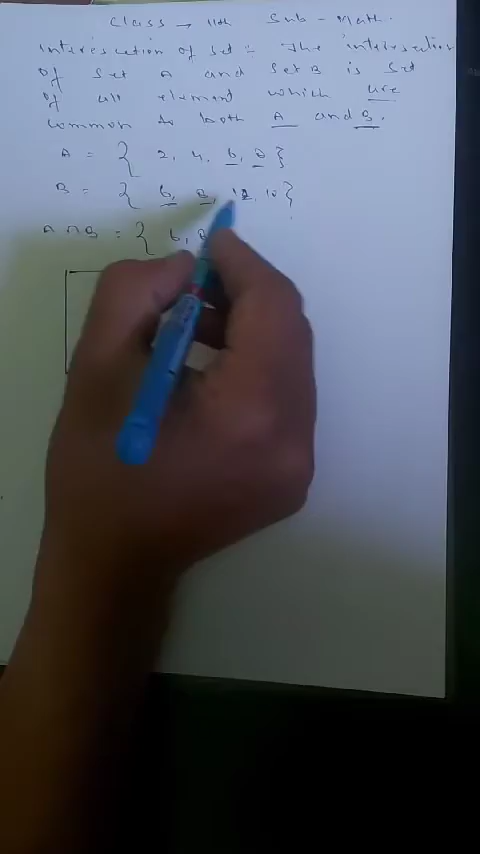 Class → 11th Sub - Math.
Intersection of set :- The intersection
of set A and set B is set
of all element which are
common to both A and B.
A = { 2, 4, 6, 8 }
B = { 6, 8, 12, 10 }
A ∩ B = { 6, 8